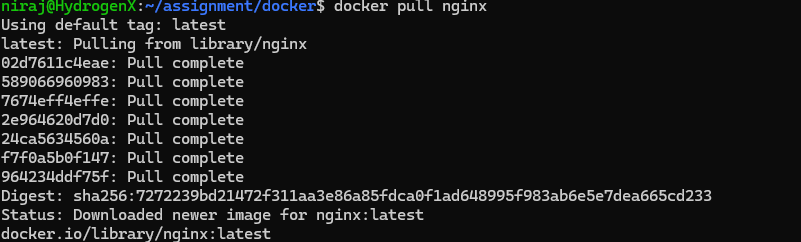 niraj@HydrogenX:~/assignment/docker$ docker pull nginx
Using default tag: latest
latest: Pulling from library/nginx
02d7611c4eae: Pull complete
589066960983: Pull complete
7674eff4effe: Pull complete
2e964620d7d0: Pull complete
24ca5634560a: Pull complete
f7f0a5b0f147: Pull complete
964234ddf75f: Pull complete
Digest: sha256:7272239bd21472f311aa3e86a85fdca0f1ad648995f983ab6e5e7dea665cd233
Status: Downloaded newer image for nginx:latest
docker.io/library/nginx:latest